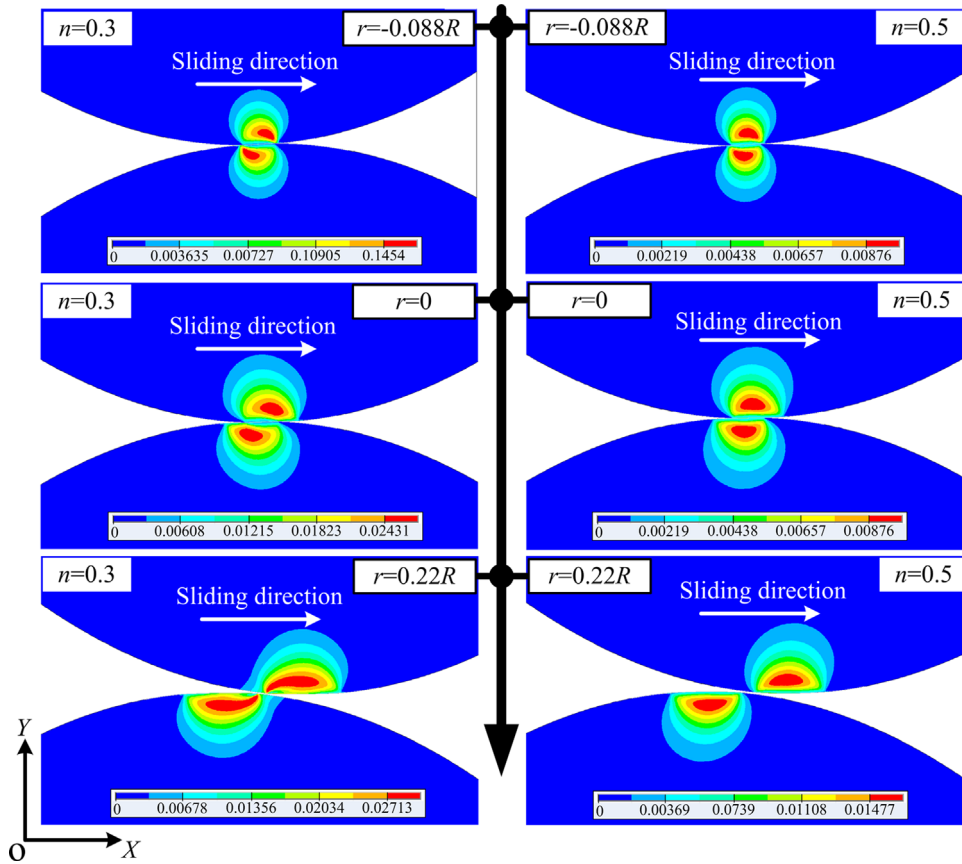 n=0.3
r=-0.088R
r=-0.088R
n=0.5
Sliding direction
Sliding direction
0 0.003635 0.00727 0.10905 0.1454
0 0.00219 0.00438 0.00657 0.00876
n=0.3
r=0
r=0
n=0.5
Sliding direction
Sliding direction
0 0.00608 0.01215 0.01823 0.02431
0 0.00219 0.00438 0.00657 0.00876
n=0.3
r=0.22R
r=0.22R
n=0.5
Sliding direction
Sliding direction
0 0.00678 0.01356 0.02034 0.02713
0 0.00369 0.0739 0.01108 0.01477
Y
O
X